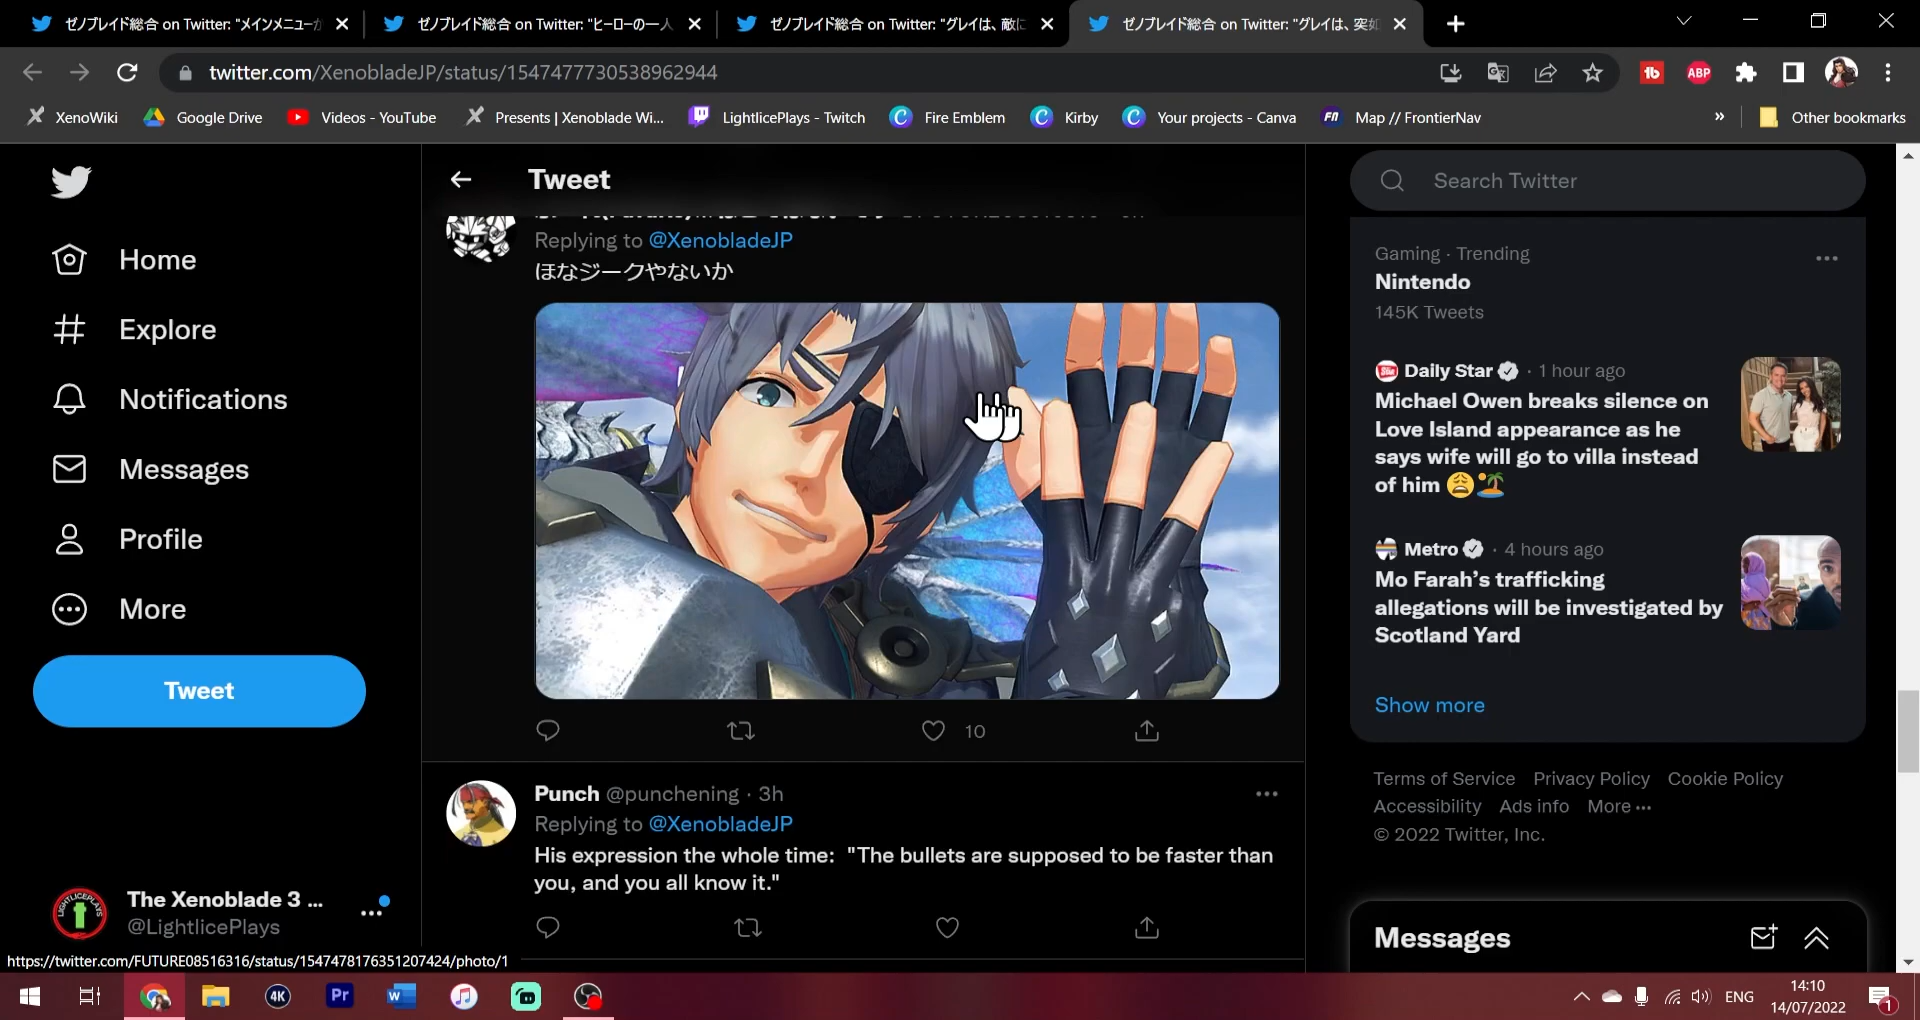 ゼノブレイド総合 on Twitter: "メインメニューか
ゼノブレイド総合 on Twitter: "ヒーローの一人
ゼノブレイド総合 on Twitter: "グレイは、敵に
ゼノブレイド総合 on Twitter: "グレイは、突如
twitter.com/XenobladeJP/status/1547477730538962944
ABP
XenoWiki
Google Drive
Videos - YouTube
Presents | Xenoblade Wi...
LightlicePlays - Twitch
Fire Emblem
Kirby
Your projects - Canva
FN
Map // FrontierNav
»
Other bookmarks
Home
Explore
Notifications
Messages
Profile
More
Tweet
The Xenoblade 3 ...
@LightlicePlays
Tweet
Replying to @XenobladeJP
ほなジークやないか
10
Punch @punchening · 3h
Replying to @XenobladeJP
His expression the whole time: "The bullets are supposed to be faster than
you, and you all know it."
Search Twitter
Gaming · Trending
Nintendo
145K Tweets
Daily Star · 1 hour ago
Michael Owen breaks silence on
Love Island appearance as he
says wife will go to villa instead
of him 😩🏝️
Metro · 4 hours ago
Mo Farah's trafficking
allegations will be investigated by
Scotland Yard
Show more
Terms of Service Privacy Policy Cookie Policy
Accessibility Ads info More ···
© 2022 Twitter, Inc.
Messages
https://twitter.com/FUTURE08516316/status/1547478176351207424/photo/1
4K
Pr
ENG
14:10
14/07/2022
1